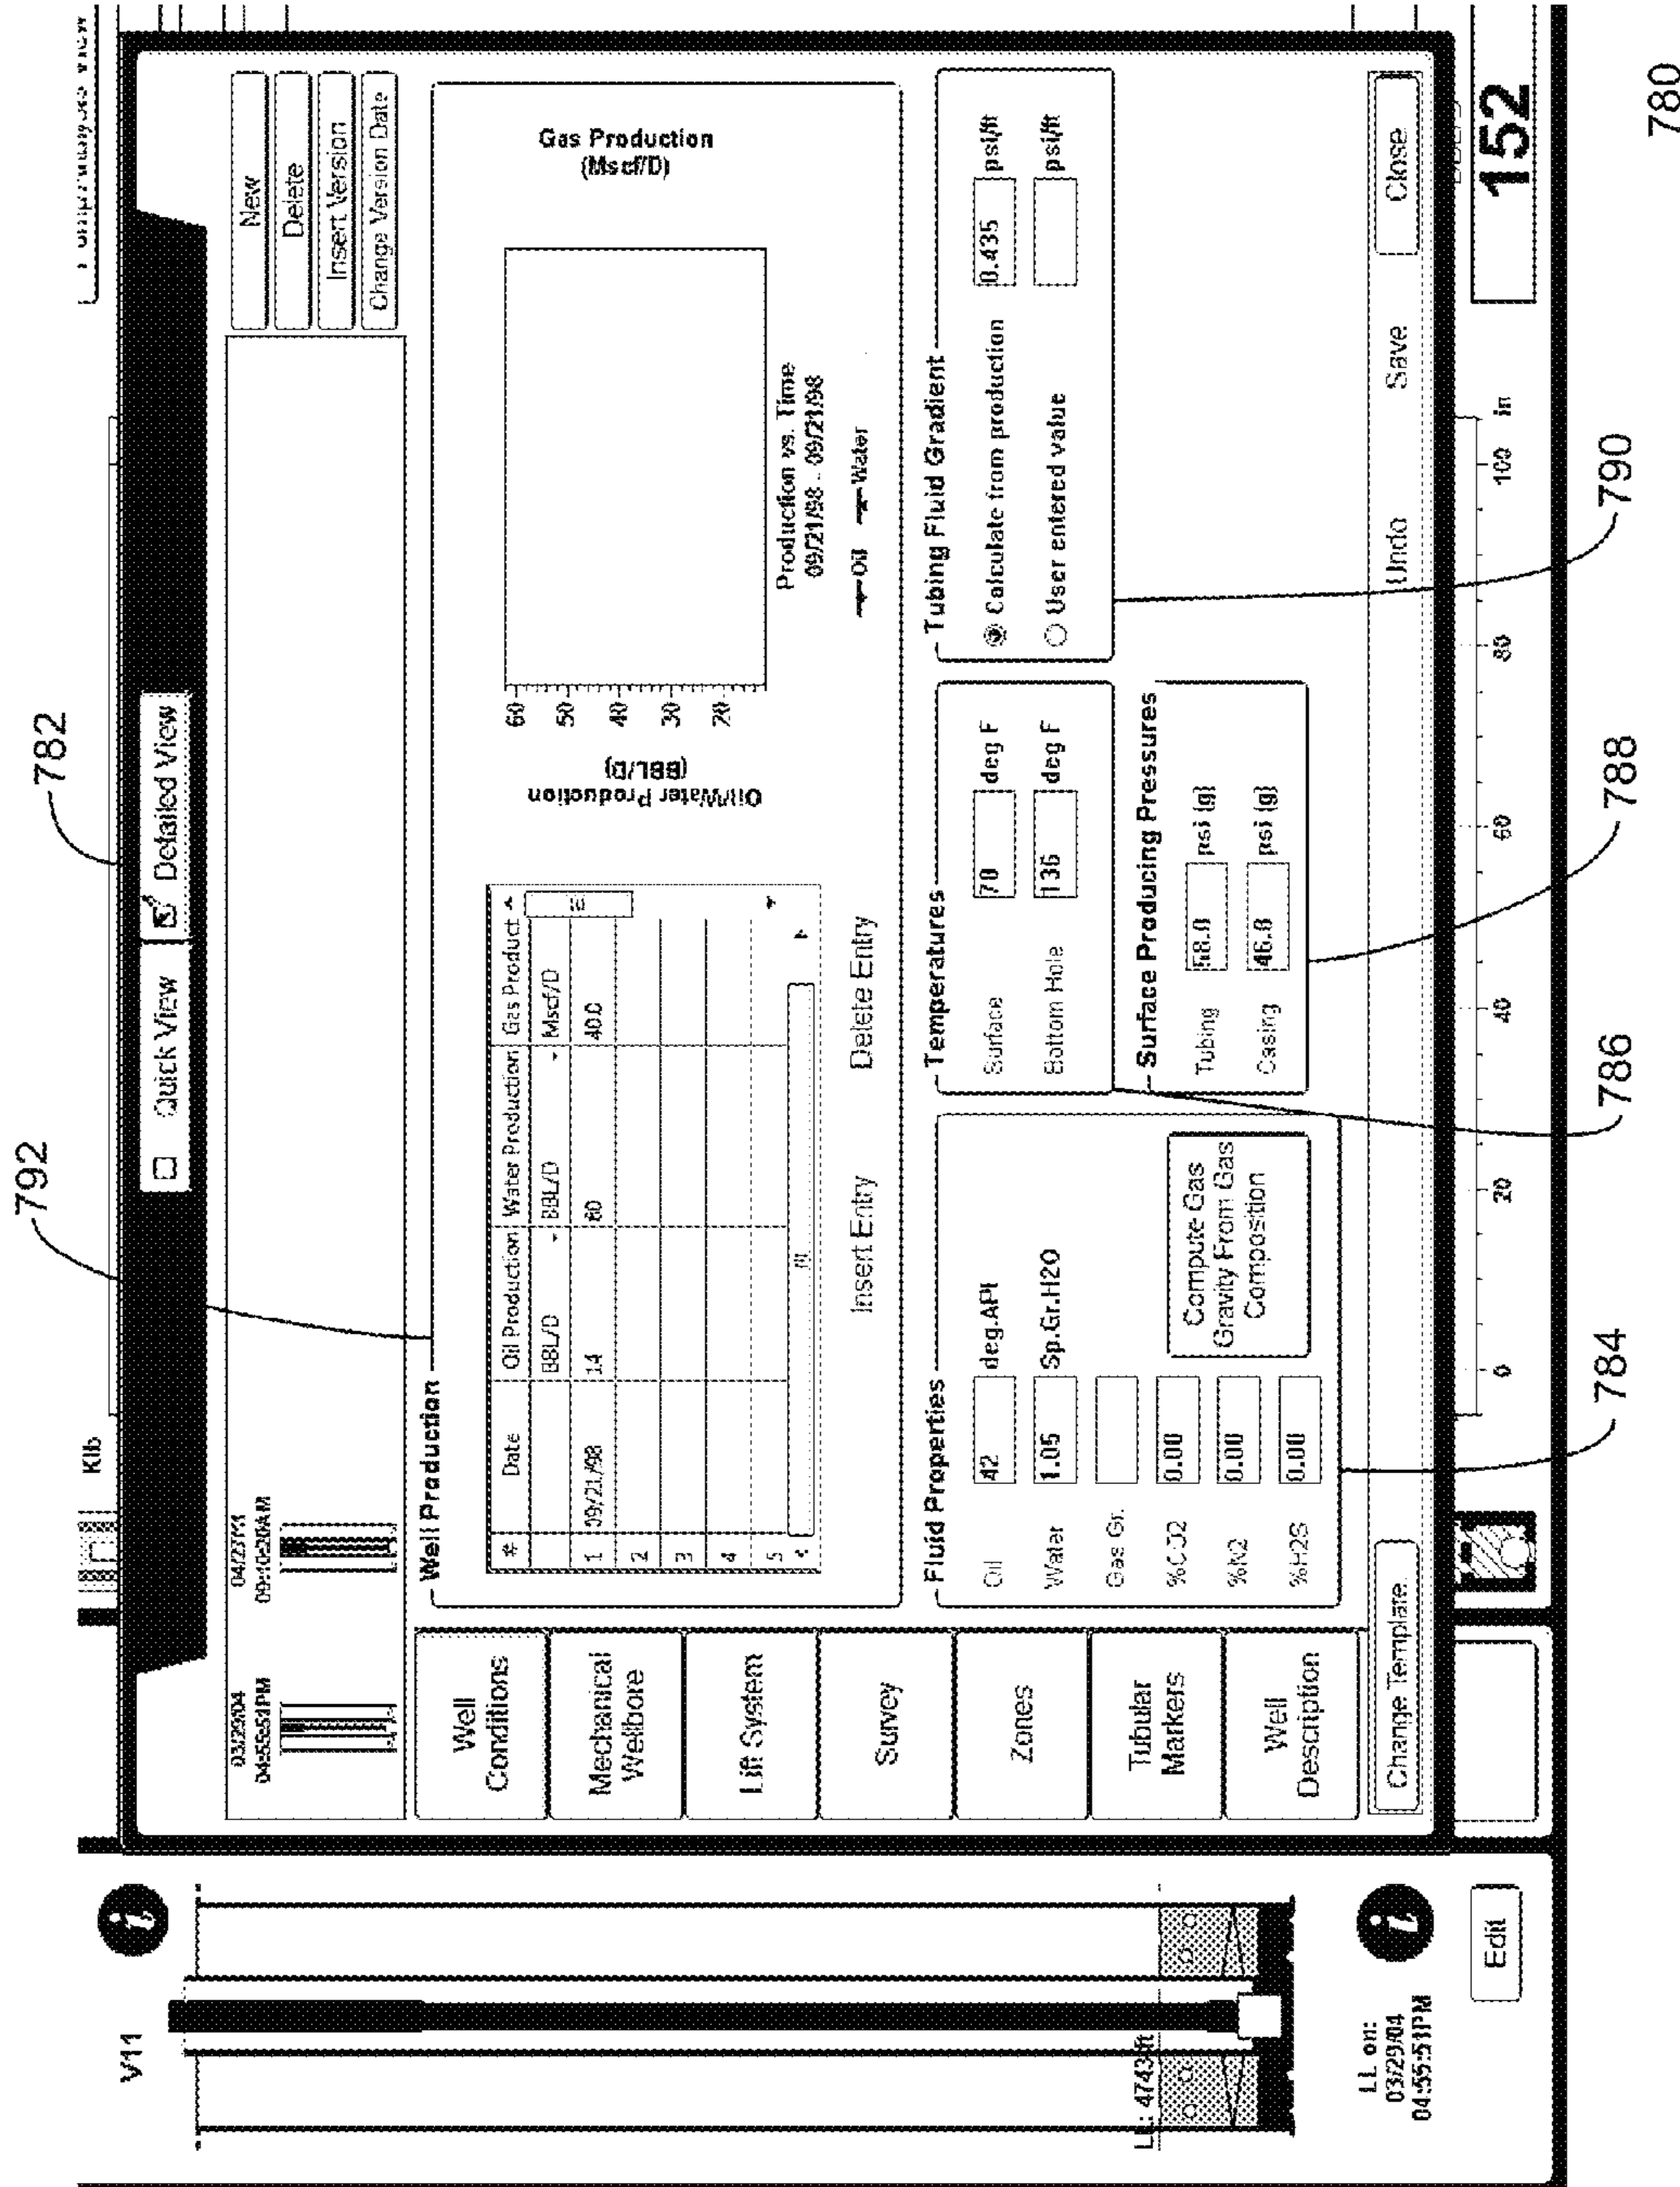 792
782
V11
Klb
Quick View
Detailed View
03/29/04
04:55:51PM
04/27/11
09:10:20AM
New
Delete
Insert Version
Change Version Date
Well
Conditions
Mechanical
Wellbore
Lift System
Survey
Zones
Tubular
Markers
Well
Description
Well Production
# Date Oil Production Water Production Gas Product
BBL/D BBL/D Mscf/D
1 09/21/98 14 60 40.0
2
3
4
5
Insert Entry Delete Entry
Oil/Water Production
(BBL/D)
60
50
40
30
20
Gas Production
(Mscf/D)
Production vs. Time
09/21/98 - 09/21/98
Oil Water
Fluid Properties
Oil 42 deg.API
Water 1.05 Sp.Gr.H2O
Gas Gr.
%CO2 0.00
%N2 0.00
%H2S 0.00
Compute Gas
Gravity From Gas
Composition
Temperatures
Surface 70 deg F
Bottom Hole 136 deg F
Surface Producing Pressures
Tubing psi (g)
Casing 46.8 psi (g)
Tubing Fluid Gradient
Calculate from production 0.435 psi/ft
User entered value psi/ft
Change Template
Undo Save Close
LL: 4743 ft
LL on:
03/29/04
04:55:51PM
Edit
0 20 40 60 80 100 in
152
784
786
788
790
780